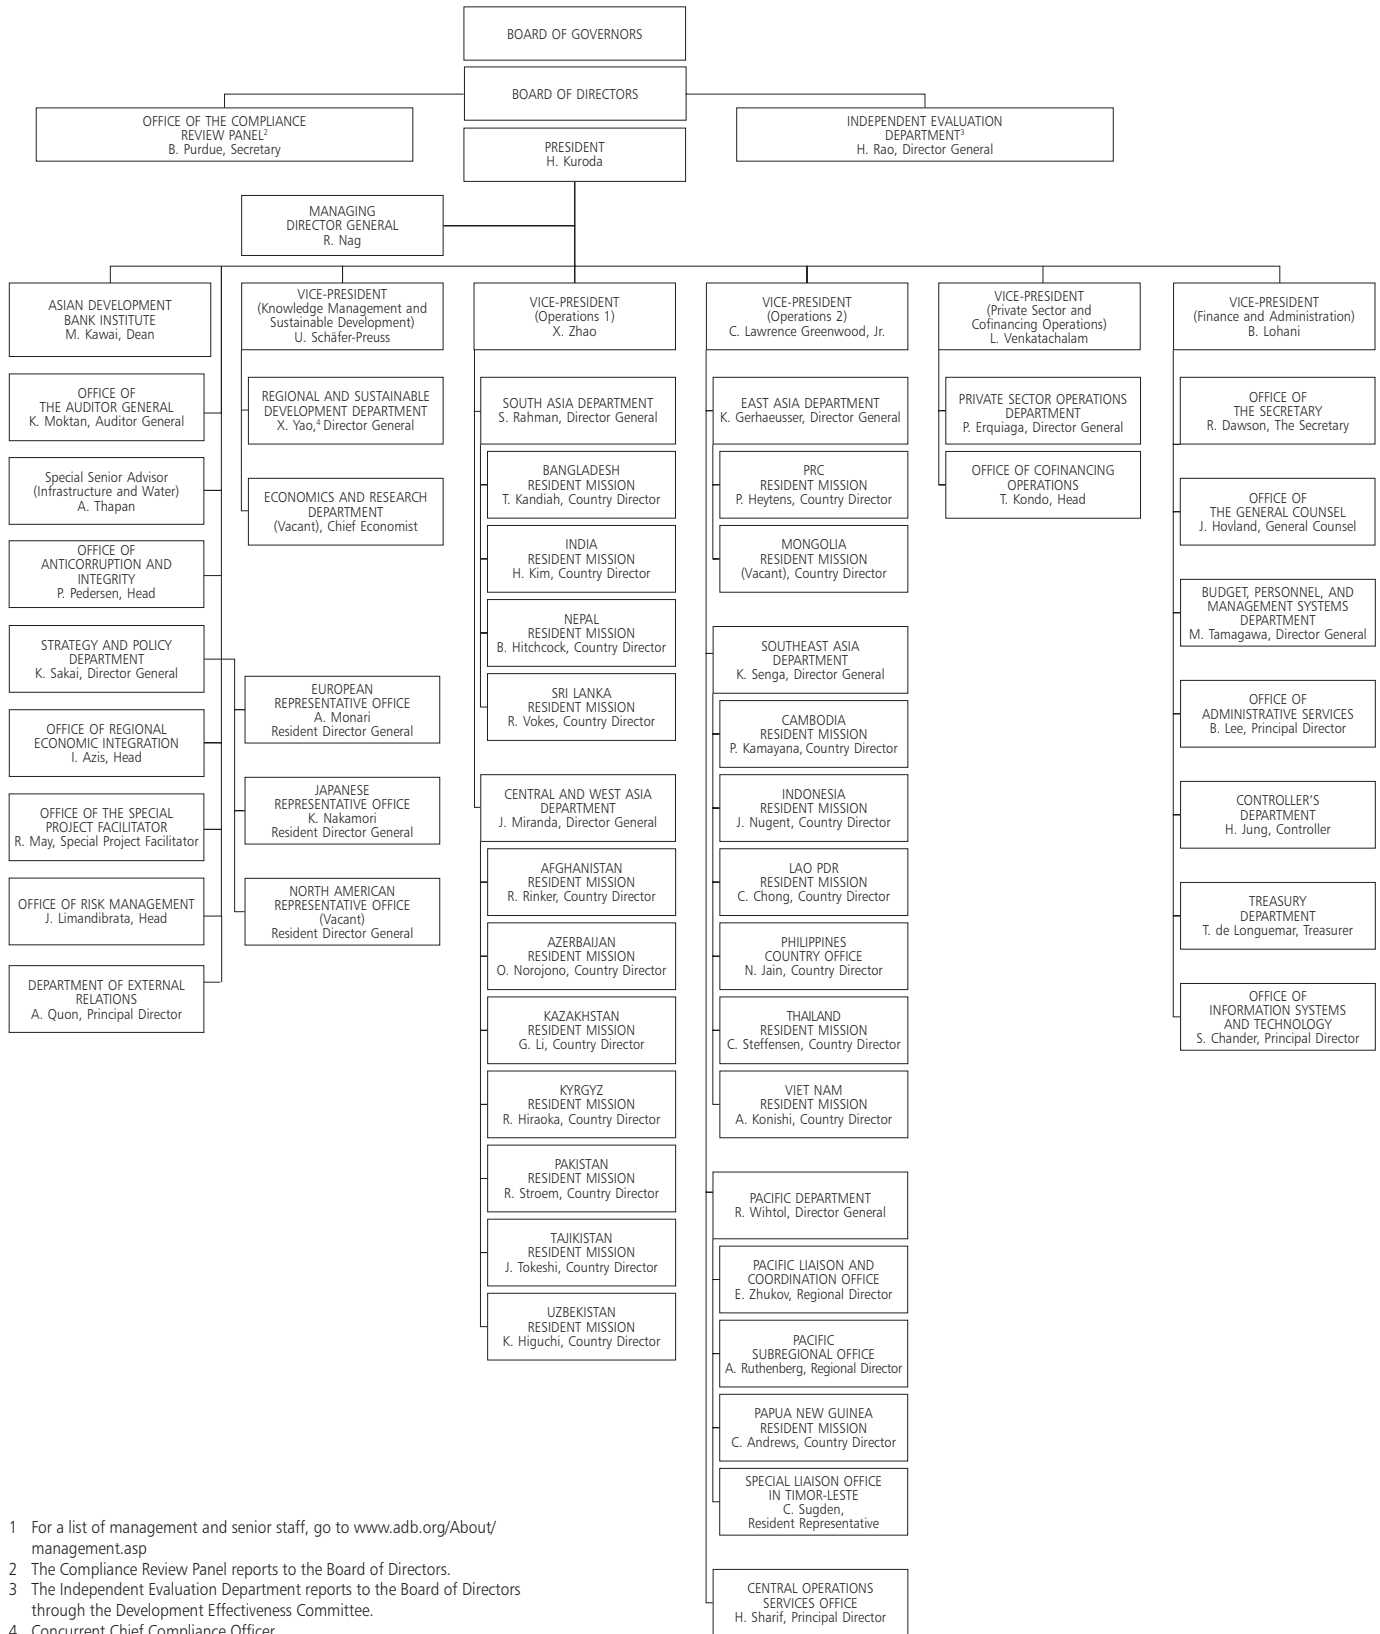 BOARD OF GOVERNORS
BOARD OF DIRECTORS
OFFICE OF THE COMPLIANCE
REVIEW PANEL2
B. Purdue, Secretary
INDEPENDENT EVALUATION
DEPARTMENT3
H. Rao, Director General
PRESIDENT
H. Kuroda
MANAGING
DIRECTOR GENERAL
R. Nag
ASIAN DEVELOPMENT
BANK INSTITUTE
M. Kawai, Dean
OFFICE OF
THE AUDITOR GENERAL
K. Moktan, Auditor General
Special Senior Advisor
(Infrastructure and Water)
A. Thapan
OFFICE OF
ANTICORRUPTION AND
INTEGRITY
P. Pedersen, Head
STRATEGY AND POLICY
DEPARTMENT
K. Sakai, Director General
OFFICE OF REGIONAL
ECONOMIC INTEGRATION
I. Azis, Head
OFFICE OF THE SPECIAL
PROJECT FACILITATOR
R. May, Special Project Facilitator
OFFICE OF RISK MANAGEMENT
J. Limandibrata, Head
DEPARTMENT OF EXTERNAL
RELATIONS
A. Quon, Principal Director
VICE-PRESIDENT
(Knowledge Management and
Sustainable Development)
U. Schäfer-Preuss
REGIONAL AND SUSTAINABLE
DEVELOPMENT DEPARTMENT
X. Yao,4 Director General
ECONOMICS AND RESEARCH
DEPARTMENT
(Vacant), Chief Economist
EUROPEAN
REPRESENTATIVE OFFICE
A. Monari
Resident Director General
JAPANESE
REPRESENTATIVE OFFICE
K. Nakamori
Resident Director General
NORTH AMERICAN
REPRESENTATIVE OFFICE
(Vacant)
Resident Director General
VICE-PRESIDENT
(Operations 1)
X. Zhao
SOUTH ASIA DEPARTMENT
S. Rahman, Director General
BANGLADESH
RESIDENT MISSION
T. Kandiah, Country Director
INDIA
RESIDENT MISSION
H. Kim, Country Director
NEPAL
RESIDENT MISSION
B. Hitchcock, Country Director
SRI LANKA
RESIDENT MISSION
R. Vokes, Country Director
CENTRAL AND WEST ASIA
DEPARTMENT
J. Miranda, Director General
AFGHANISTAN
RESIDENT MISSION
R. Rinker, Country Director
AZERBAIJAN
RESIDENT MISSION
O. Norojono, Country Director
KAZAKHSTAN
RESIDENT MISSION
G. Li, Country Director
KYRGYZ
RESIDENT MISSION
R. Hiraoka, Country Director
PAKISTAN
RESIDENT MISSION
R. Stroem, Country Director
TAJIKISTAN
RESIDENT MISSION
J. Tokeshi, Country Director
UZBEKISTAN
RESIDENT MISSION
K. Higuchi, Country Director
VICE-PRESIDENT
(Operations 2)
C. Lawrence Greenwood, Jr.
EAST ASIA DEPARTMENT
K. Gerhaeusser, Director General
PRC
RESIDENT MISSION
P. Heytens, Country Director
MONGOLIA
RESIDENT MISSION
(Vacant), Country Director
SOUTHEAST ASIA
DEPARTMENT
K. Senga, Director General
CAMBODIA
RESIDENT MISSION
P. Kamayana, Country Director
INDONESIA
RESIDENT MISSION
J. Nugent, Country Director
LAO PDR
RESIDENT MISSION
C. Chong, Country Director
PHILIPPINES
COUNTRY OFFICE
N. Jain, Country Director
THAILAND
RESIDENT MISSION
C. Steffensen, Country Director
VIET NAM
RESIDENT MISSION
A. Konishi, Country Director
PACIFIC DEPARTMENT
R. Wihtol, Director General
PACIFIC LIAISON AND
COORDINATION OFFICE
E. Zhukov, Regional Director
PACIFIC
SUBREGIONAL OFFICE
A. Ruthenberg, Regional Director
PAPUA NEW GUINEA
RESIDENT MISSION
C. Andrews, Country Director
SPECIAL LIAISON OFFICE
IN TIMOR-LESTE
C. Sugden,
Resident Representative
CENTRAL OPERATIONS
SERVICES OFFICE
H. Sharif, Principal Director
VICE-PRESIDENT
(Private Sector and
Cofinancing Operations)
L. Venkatachalam
PRIVATE SECTOR OPERATIONS
DEPARTMENT
P. Erquiaga, Director General
OFFICE OF COFINANCING
OPERATIONS
T. Kondo, Head
VICE-PRESIDENT
(Finance and Administration)
B. Lohani
OFFICE OF
THE SECRETARY
R. Dawson, The Secretary
OFFICE OF
THE GENERAL COUNSEL
J. Hovland, General Counsel
BUDGET, PERSONNEL, AND
MANAGEMENT SYSTEMS
DEPARTMENT
M. Tamagawa, Director General
OFFICE OF
ADMINISTRATIVE SERVICES
B. Lee, Principal Director
CONTROLLER'S
DEPARTMENT
H. Jung, Controller
TREASURY
DEPARTMENT
T. de Longuemar, Treasurer
OFFICE OF
INFORMATION SYSTEMS
AND TECHNOLOGY
S. Chander, Principal Director
1 For a list of management and senior staff, go to www.adb.org/About/
management.asp
2 The Compliance Review Panel reports to the Board of Directors.
3 The Independent Evaluation Department reports to the Board of Directors
through the Development Effectiveness Committee.
4 Concurrent Chief Compliance Officer